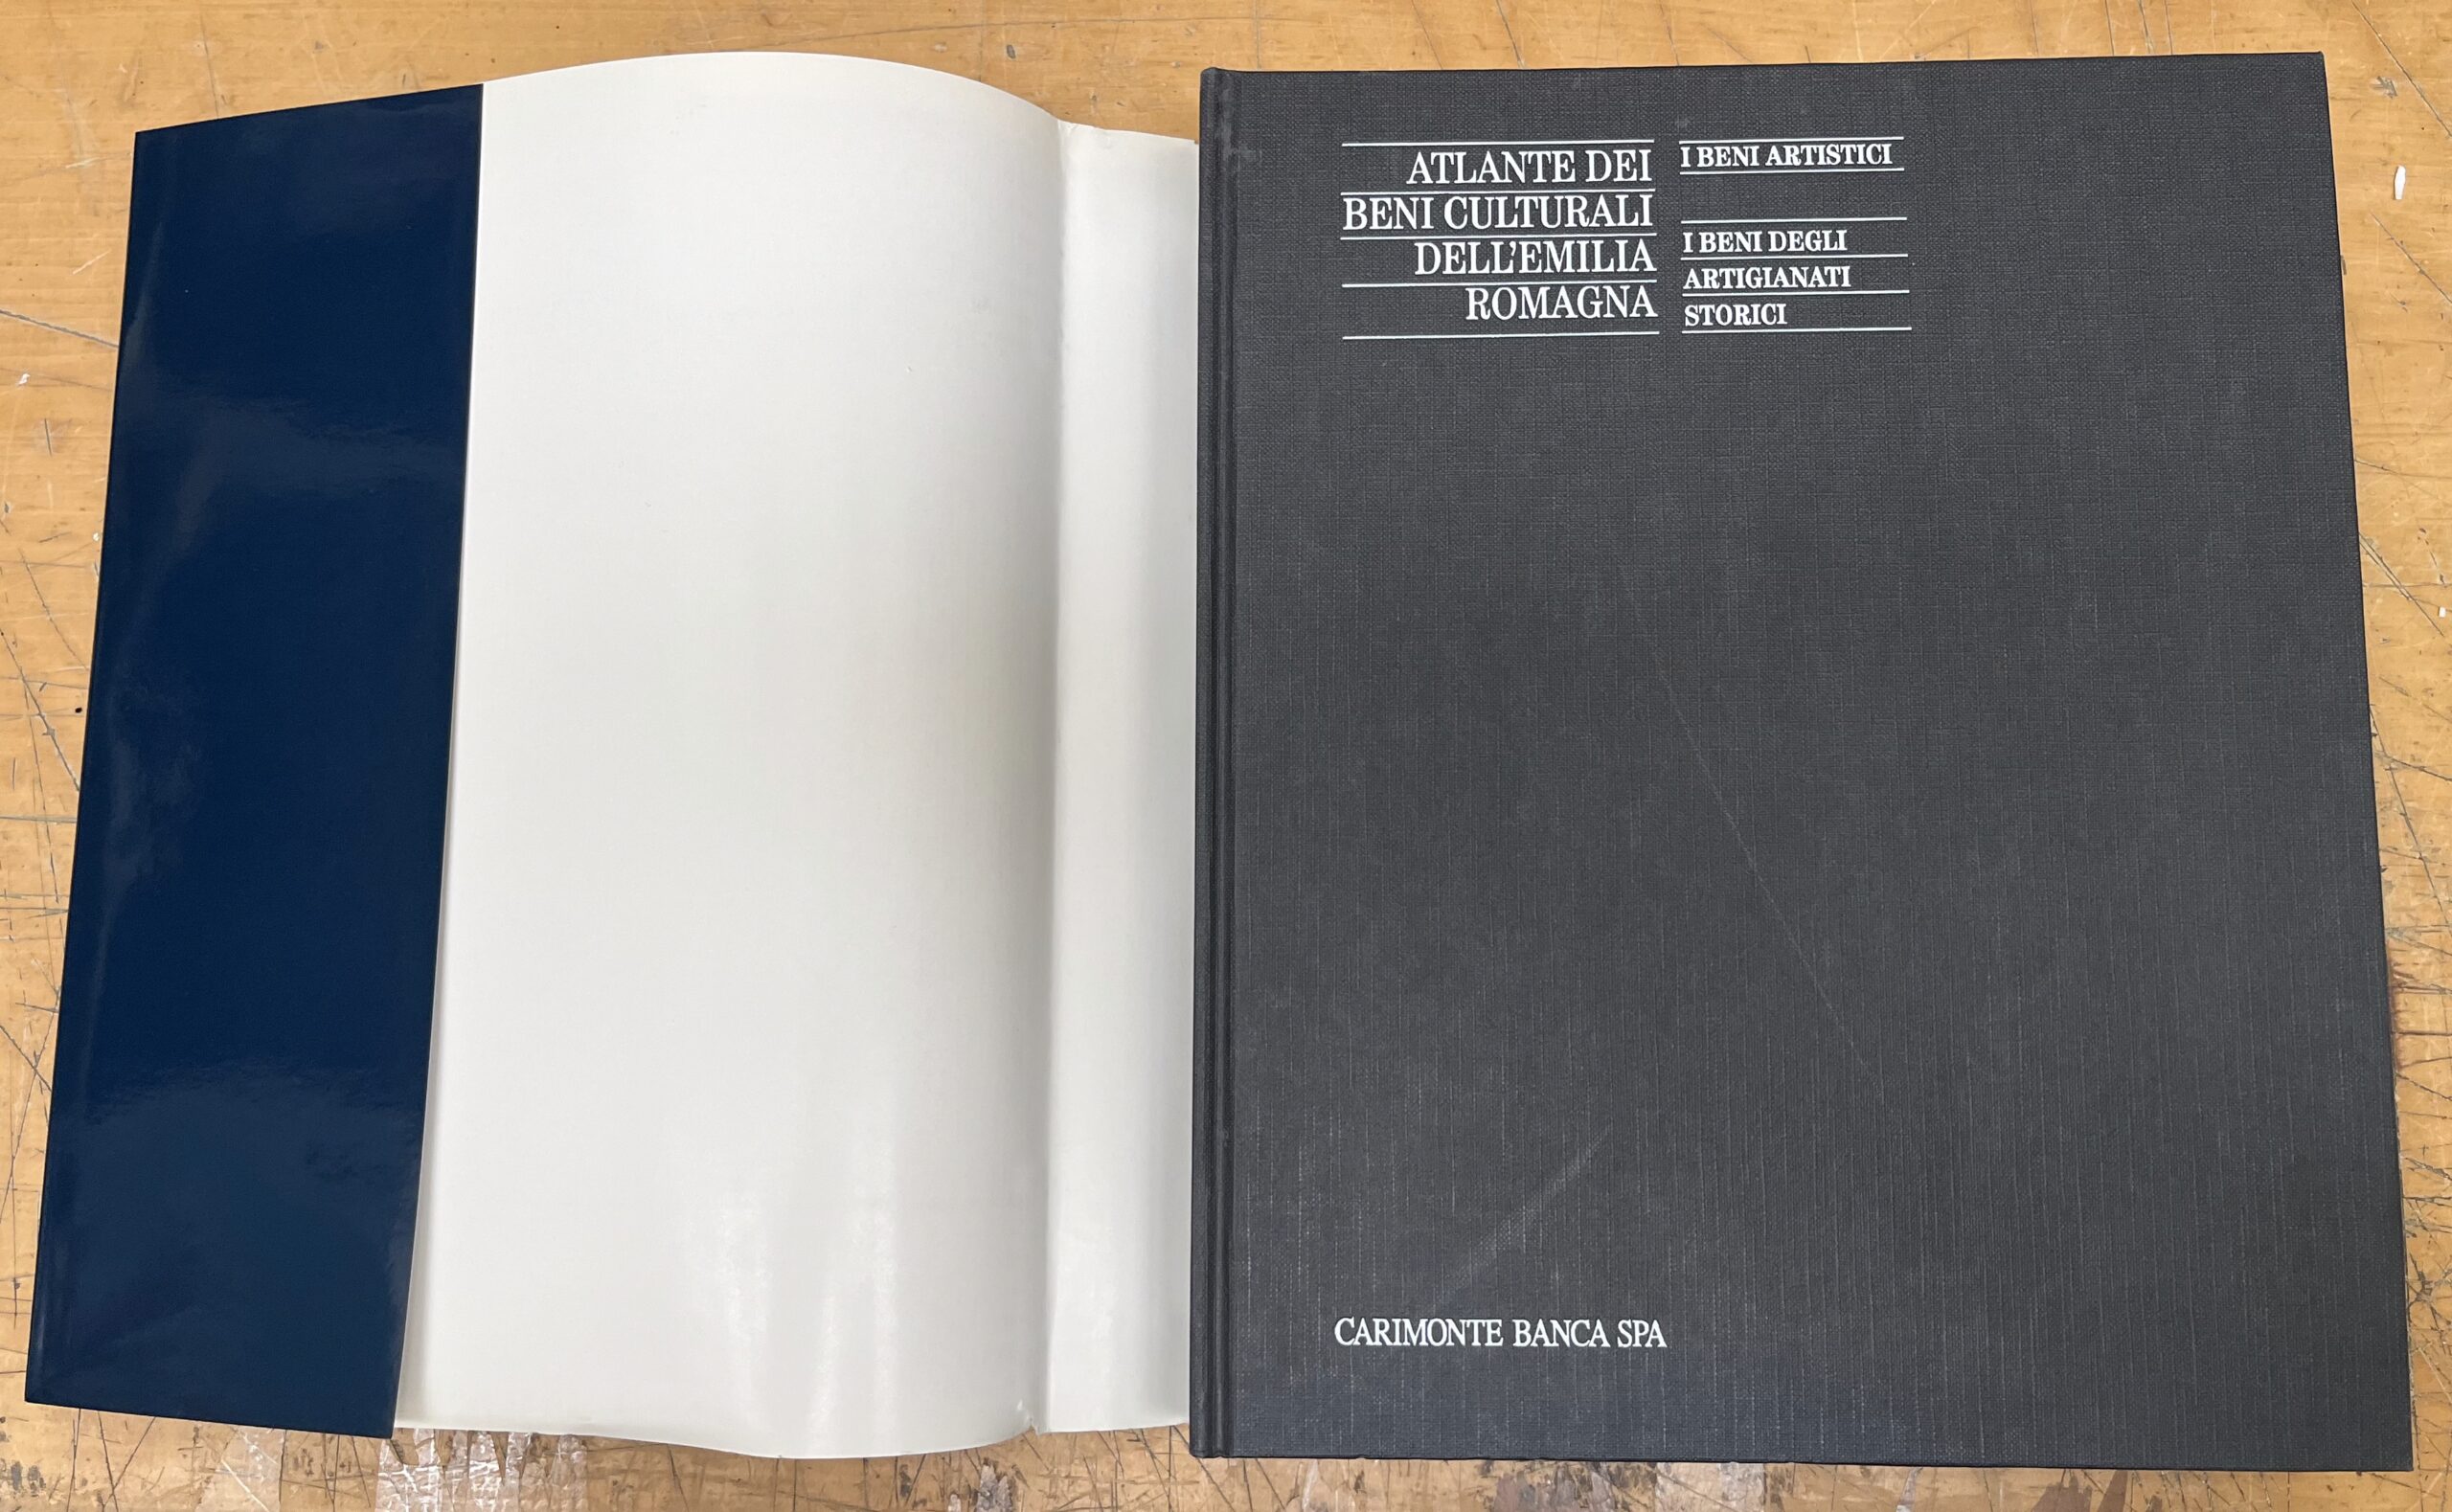 ATLANTE DEI
BENI CULTURALI
DELL'EMILIA
ROMAGNA
I BENI ARTISTICI
I BENI DEGLI
ARTIGIANATI
STORICI
CARIMONTE BANCA SPA